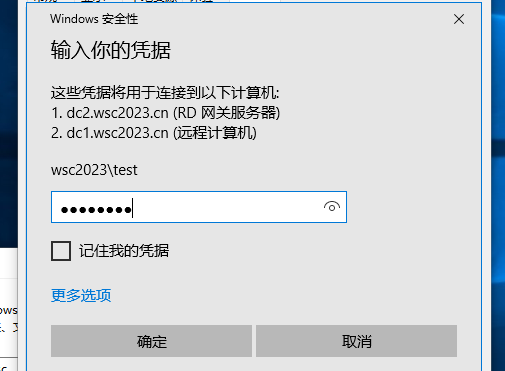 Windows 安全性
输入你的凭据
这些凭据将用于连接到以下计算机:
1. dc2.wsc2023.cn (RD 网关服务器)
2. dc1.wsc2023.cn (远程计算机)
wsc2023\test
●●●●●●●●
记住我的凭据
更多选项
确定
取消